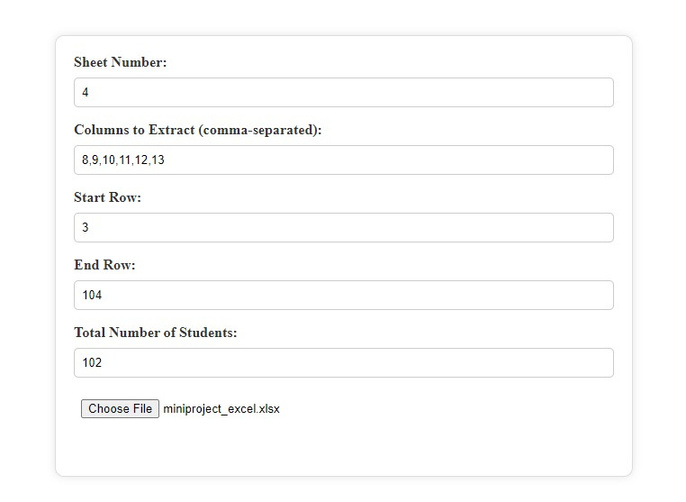 Sheet Number:
4
Columns to Extract (comma-separated):
8,9,10,11,12,13
Start Row:
3
End Row:
104
Total Number of Students:
102
Choose File miniproject_excel.xlsx